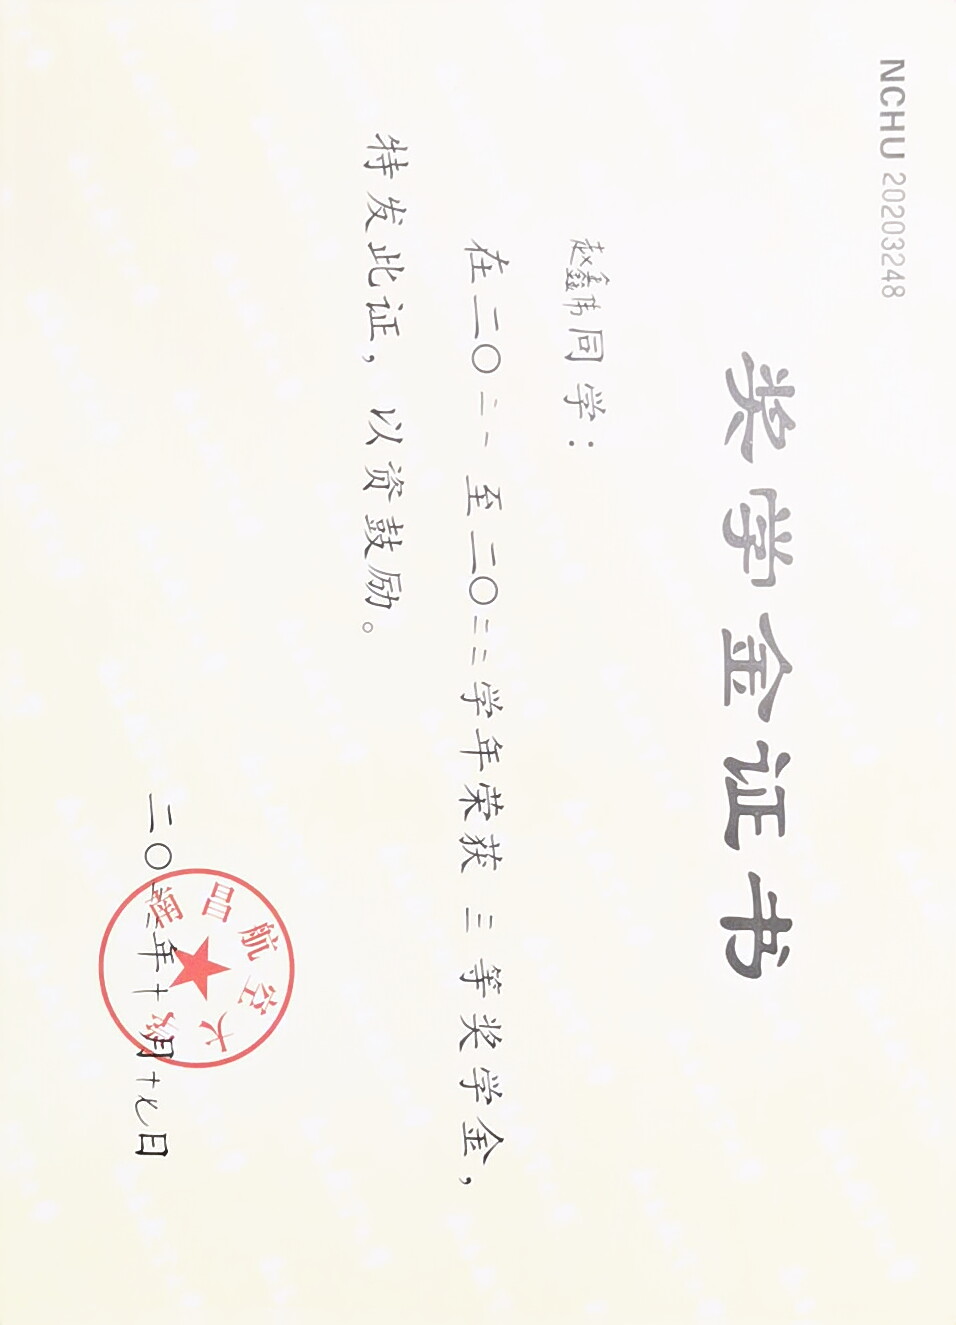 NCHU 20203248
奖学金证书
赵鑫伟同学：
在二〇二一至二〇二二学年荣获 三 等奖学金，
特发此证，以资鼓励。
南昌航空大学
二〇二二年十月十七日